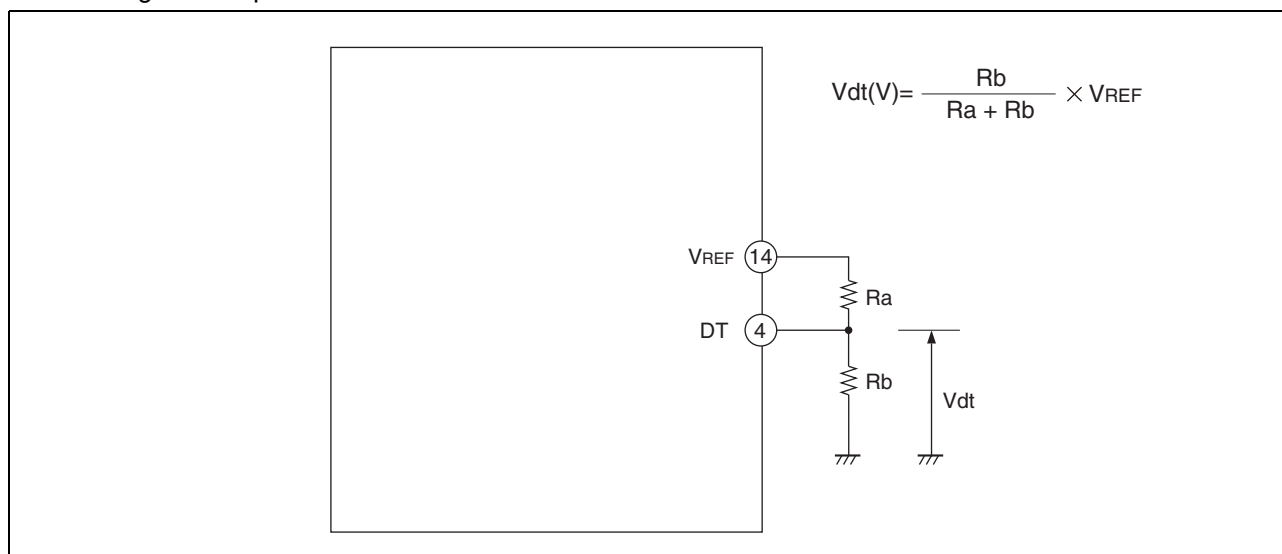 Vdt(V)= Rb / Ra + Rb × VREF
VREF 14
Ra
DT 4
Rb
Vdt